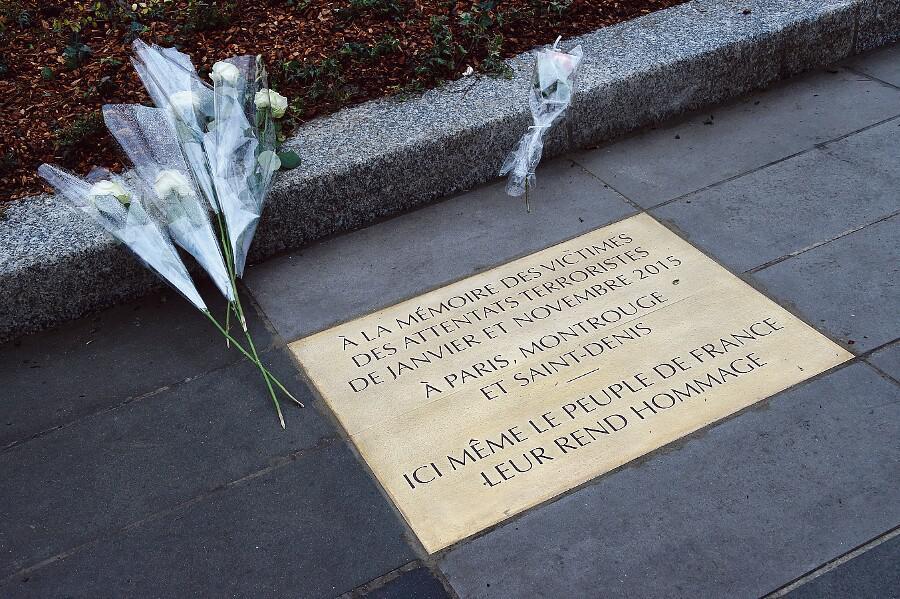 À LA MÉMOIRE DES VICTIMES
DES ATTENTATS TERRORISTES
DE JANVIER ET NOVEMBRE 2015
À PARIS, MONTROUGE
ET SAINT-DENIS
ICI MÊME LE PEUPLE DE FRANCE
LEUR REND HOMMAGE